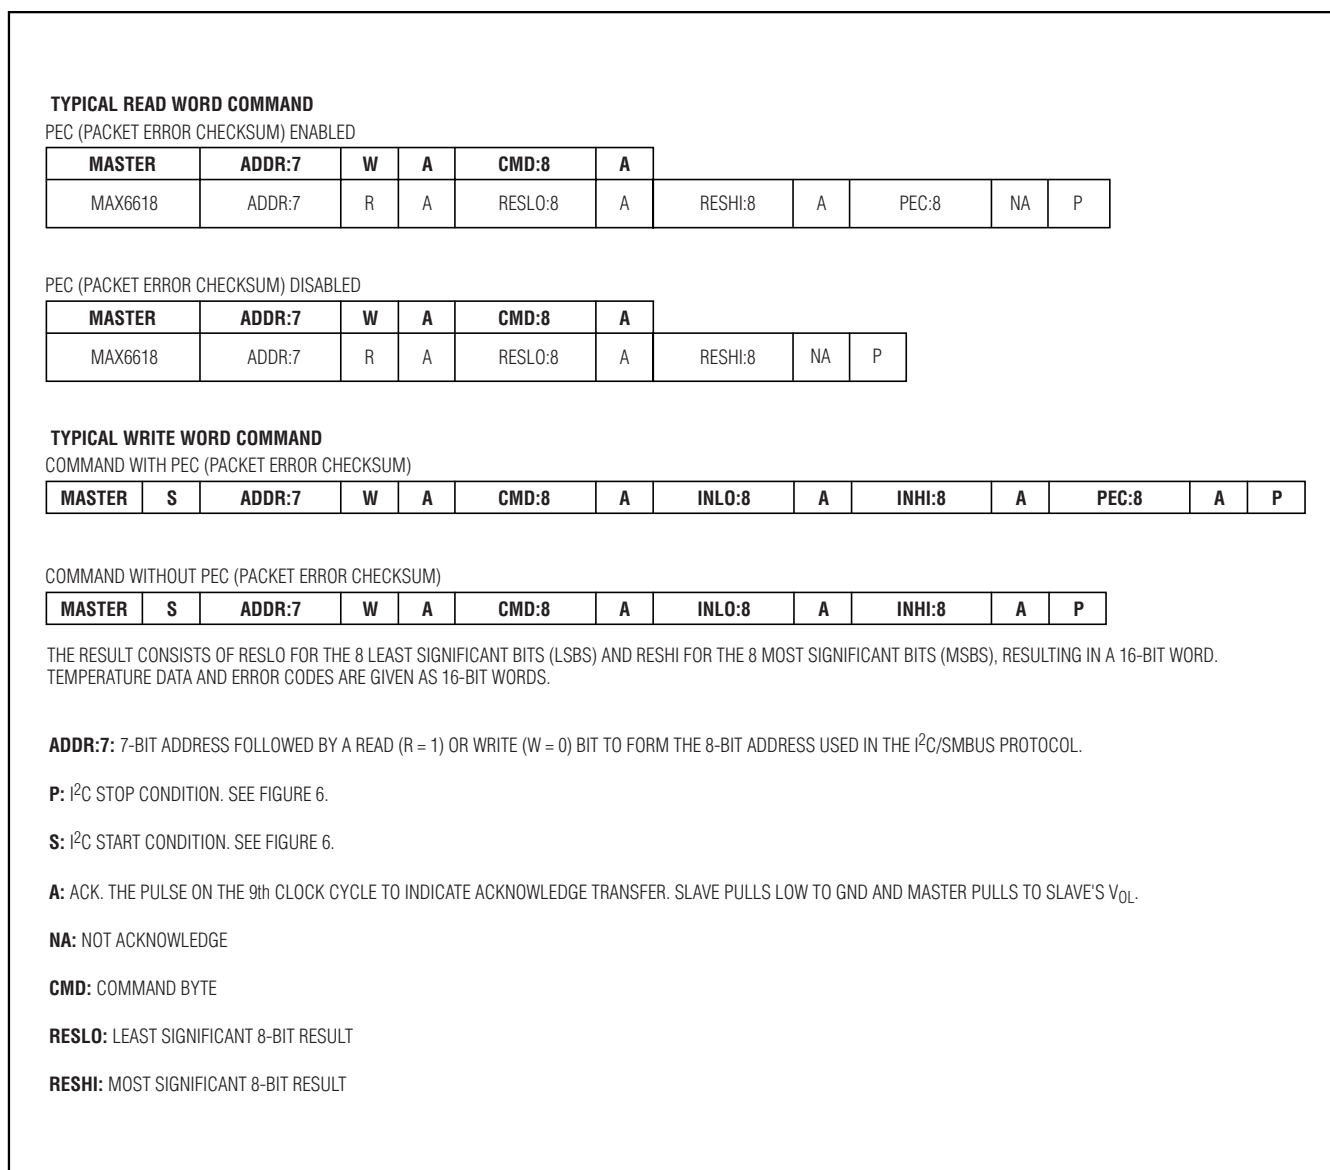 TYPICAL READ WORD COMMAND
PEC (PACKET ERROR CHECKSUM) ENABLED
MASTER ADDR:7 W A CMD:8 A
MAX6618 ADDR:7 R A RESLO:8 A RESHI:8 A PEC:8 NA P
PEC (PACKET ERROR CHECKSUM) DISABLED
MASTER ADDR:7 W A CMD:8 A
MAX6618 ADDR:7 R A RESLO:8 A RESHI:8 NA P
TYPICAL WRITE WORD COMMAND
COMMAND WITH PEC (PACKET ERROR CHECKSUM)
MASTER S ADDR:7 W A CMD:8 A INLO:8 A INHI:8 A PEC:8 A P
COMMAND WITHOUT PEC (PACKET ERROR CHECKSUM)
MASTER S ADDR:7 W A CMD:8 A INLO:8 A INHI:8 A P
THE RESULT CONSISTS OF RESLO FOR THE 8 LEAST SIGNIFICANT BITS (LSBS) AND RESHI FOR THE 8 MOST SIGNIFICANT BITS (MSBS), RESULTING IN A 16-BIT WORD.
TEMPERATURE DATA AND ERROR CODES ARE GIVEN AS 16-BIT WORDS.
ADDR:7: 7-BIT ADDRESS FOLLOWED BY A READ (R = 1) OR WRITE (W = 0) BIT TO FORM THE 8-BIT ADDRESS USED IN THE I²C/SMBUS PROTOCOL.
P: I²C STOP CONDITION. SEE FIGURE 6.
S: I²C START CONDITION. SEE FIGURE 6.
A: ACK. THE PULSE ON THE 9th CLOCK CYCLE TO INDICATE ACKNOWLEDGE TRANSFER. SLAVE PULLS LOW TO GND AND MASTER PULLS TO SLAVE'S VOL.
NA: NOT ACKNOWLEDGE
CMD: COMMAND BYTE
RESLO: LEAST SIGNIFICANT 8-BIT RESULT
RESHI: MOST SIGNIFICANT 8-BIT RESULT